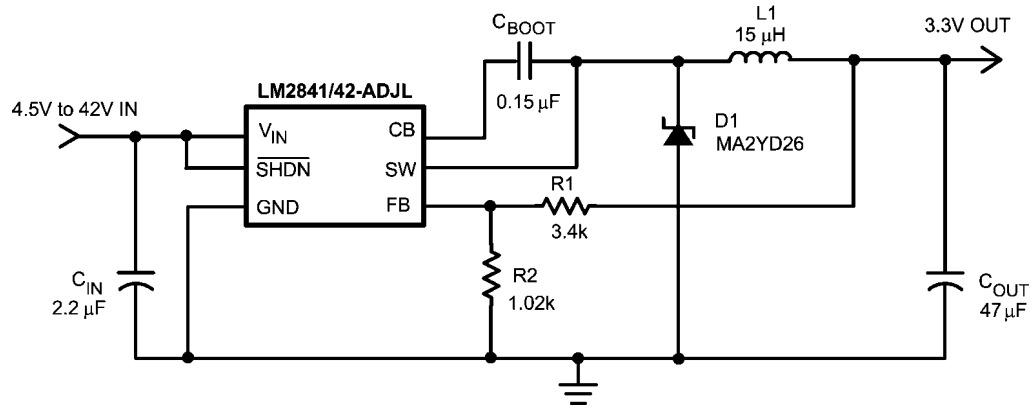 L1
15 μH
3.3V OUT
C_BOOT
0.15 μF
LM2841/42-ADJL
4.5V to 42V IN
V_IN
CB
D1
MA2YD26
SHDN
SW
GND
FB
R1
3.4k
R2
1.02k
C_IN
2.2 μF
C_OUT
47 μF